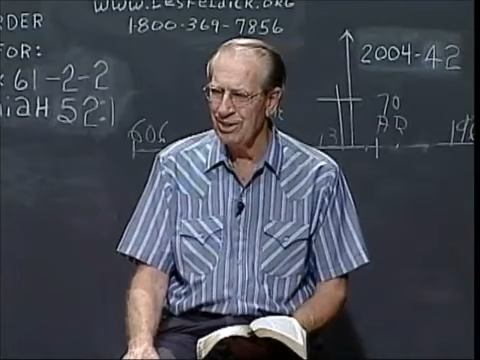 www.LESFELDICK.ORG
1-800-369-7856
RDER
FOR:
61-2-2
iaH 52:1
2004-42
606
70
AD